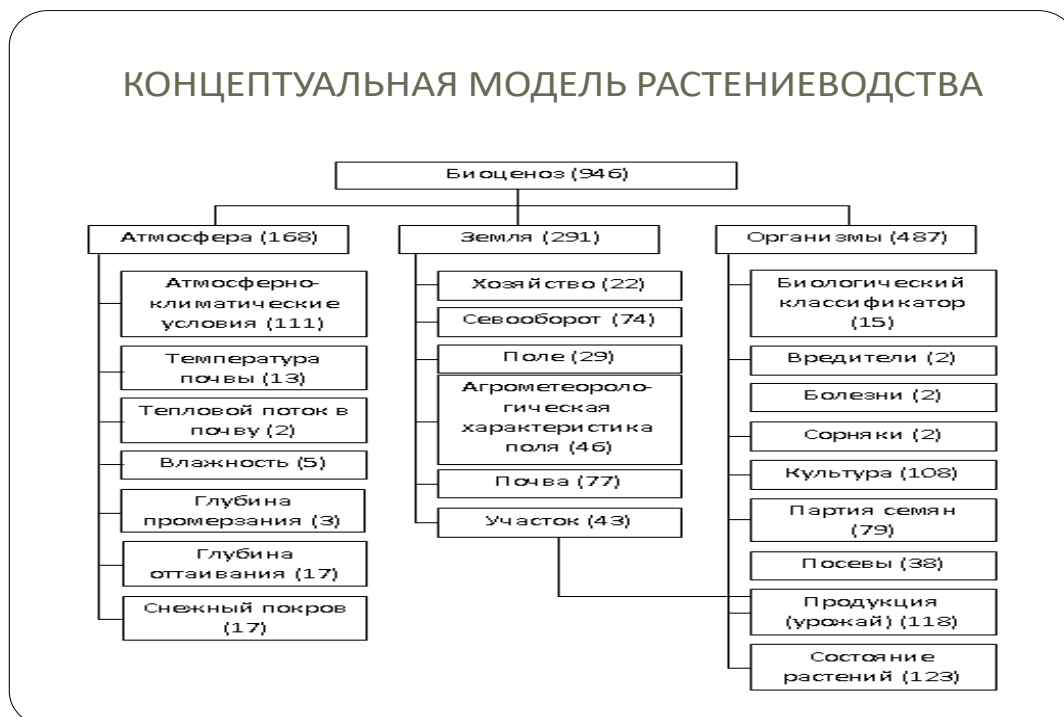 КОНЦЕПТУАЛЬНАЯ МОДЕЛЬ РАСТЕНИЕВОДСТВА
Биоценоз (946)
Атмосфера (168)
Атмосферно-
климатические
условия (111)
Температура
почвы (13)
Тепловой поток в
почву (2)
Влажность (5)
Глубина
промерзания (3)
Глубина
оттаивания (17)
Снежный покров
(17)
Земля (291)
Хозяйство (22)
Севооборот (74)
Поле (29)
Агрометеороло-
гическая
характеристика
поля (46)
Почва (77)
Участок (43)
Организмы (487)
Биологический
классификатор
(15)
Вредители (2)
Болезни (2)
Сорняки (2)
Культура (108)
Партия семян
(79)
Посевы (38)
Продукция
(урожай) (118)
Состояние
растений (123)